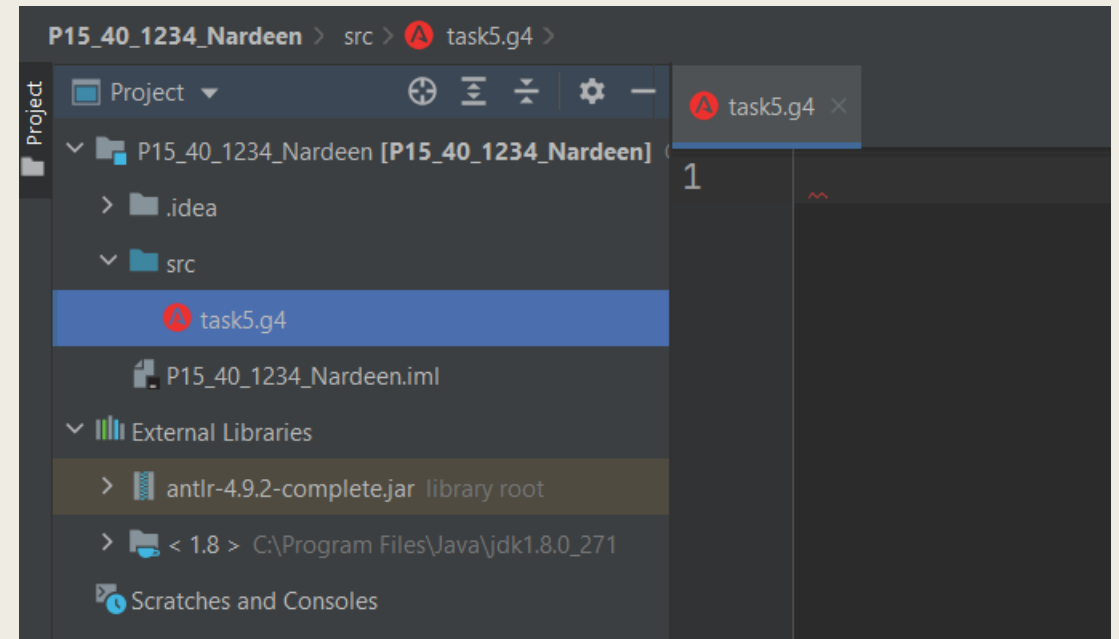 P15_40_1234_Nardeen > src > task5.g4 >
Project
Project
task5.g4
P15_40_1234_Nardeen [P15_40_1234_Nardeen]
1
.idea
src
task5.g4
P15_40_1234_Nardeen.iml
External Libraries
antlr-4.9.2-complete.jar library root
< 1.8 > C:\Program Files\Java\jdk1.8.0_271
Scratches and Consoles